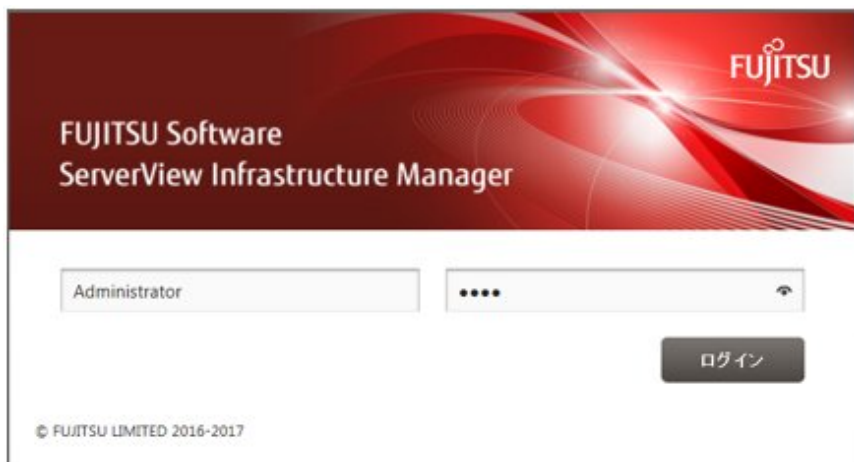 FUJITSU
FUJITSU Software
ServerView Infrastructure Manager
Administrator
••••
ログイン
© FUJITSU LIMITED 2016-2017